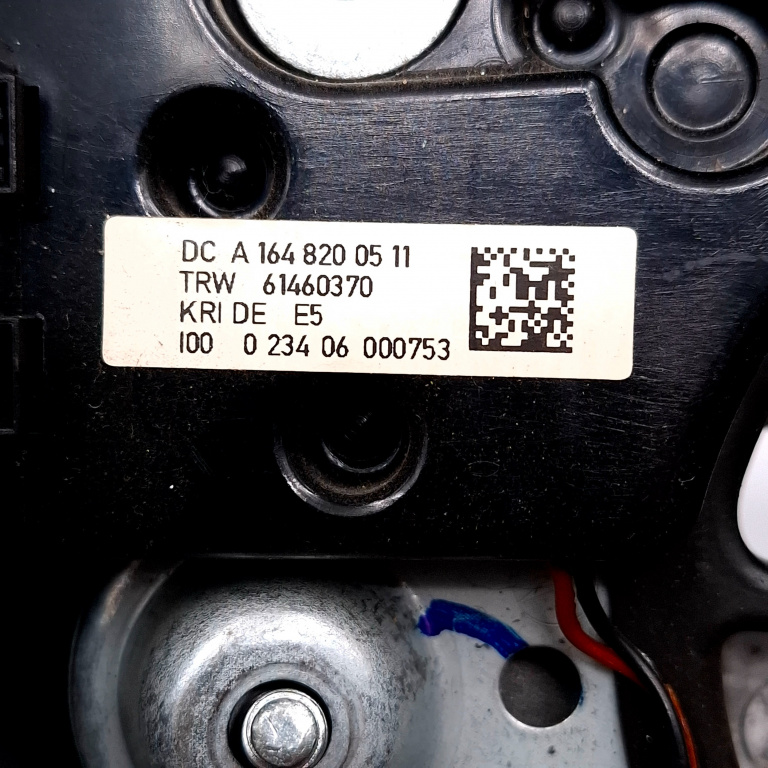 DC A 164 820 05 11
TRW 61460370
KRI DE E5
I00 0 234 06 000753